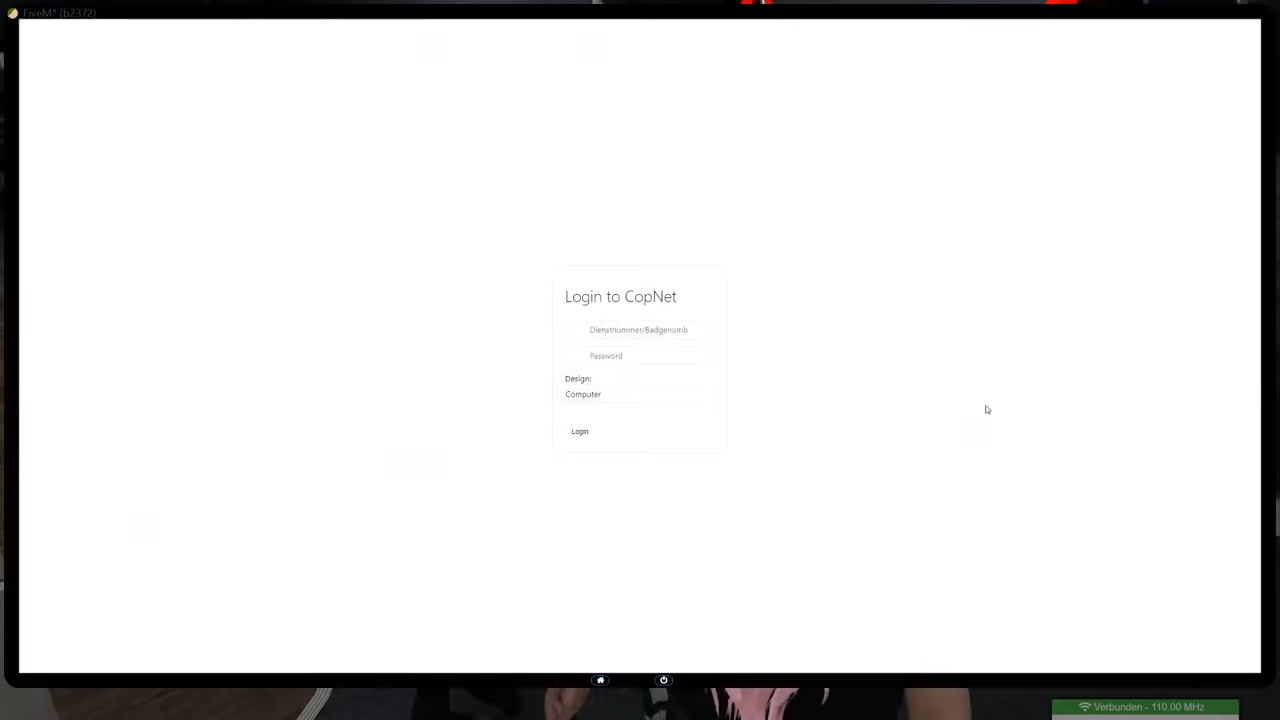 FiveM* (b2372)
Login to CopNet
Dienstnummer/Badgenumb
Password
Design:
Computer
Login
Verbunden - 110.00 MHz